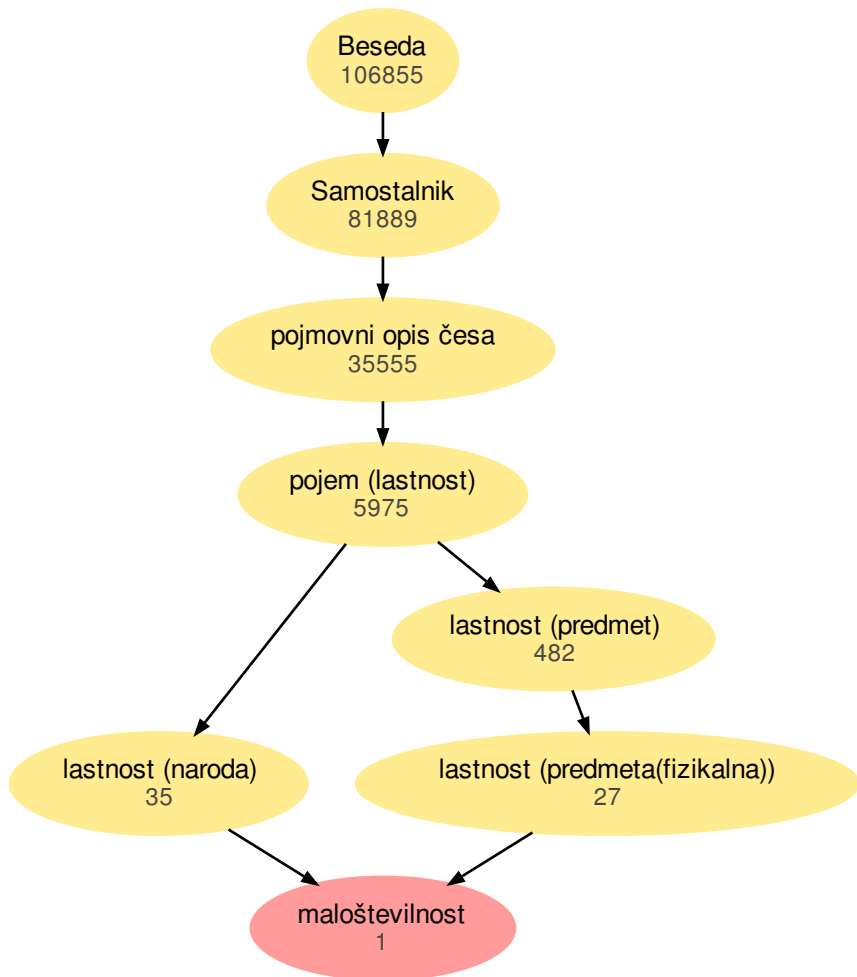 Beseda
106855
Samostalnik
81889
pojmovni opis česa
35555
pojem (lastnost)
5975
lastnost (predmet)
482
lastnost (naroda)
35
lastnost (predmeta(fizikalna))
27
maloštevilnost
1